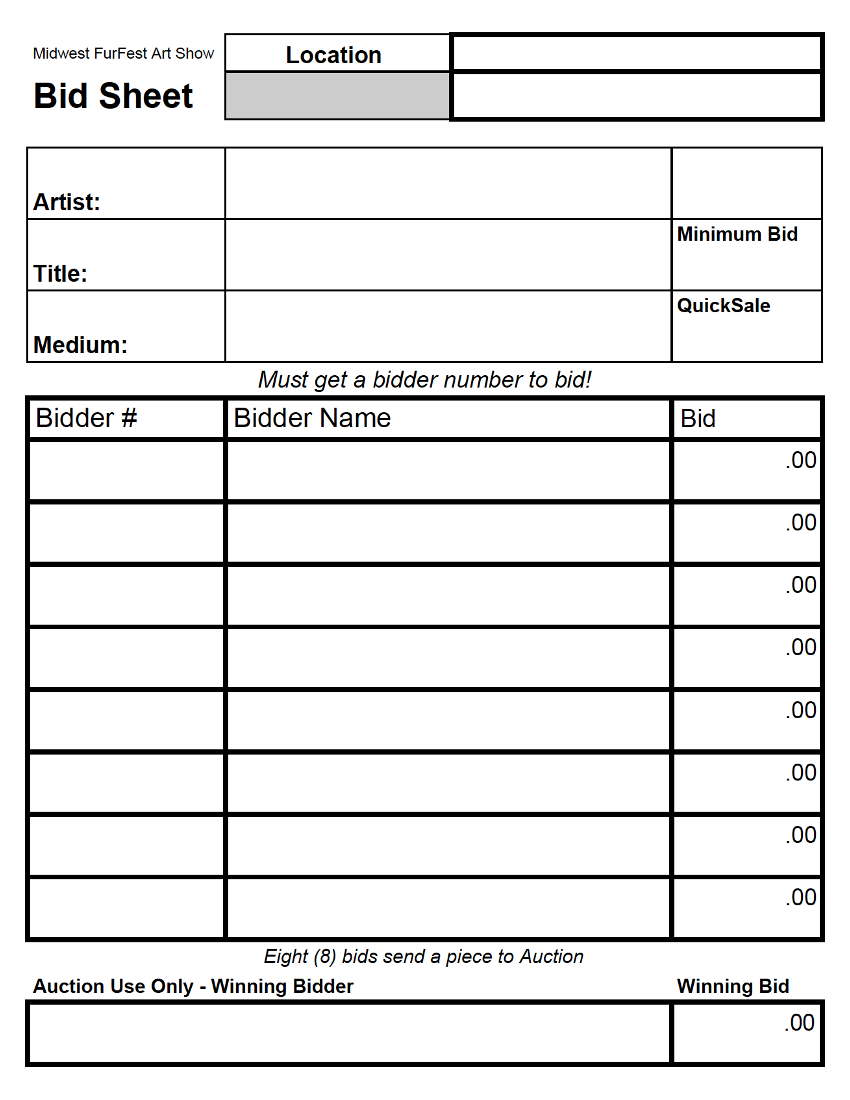 Midwest FurFest Art Show
Location
Bid Sheet
Artist:
Minimum Bid
Title:
QuickSale
Medium:
Must get a bidder number to bid!
Bidder # Bidder Name Bid
.00
.00
.00
.00
.00
.00
.00
.00
Eight (8) bids send a piece to Auction
Auction Use Only - Winning Bidder Winning Bid
.00